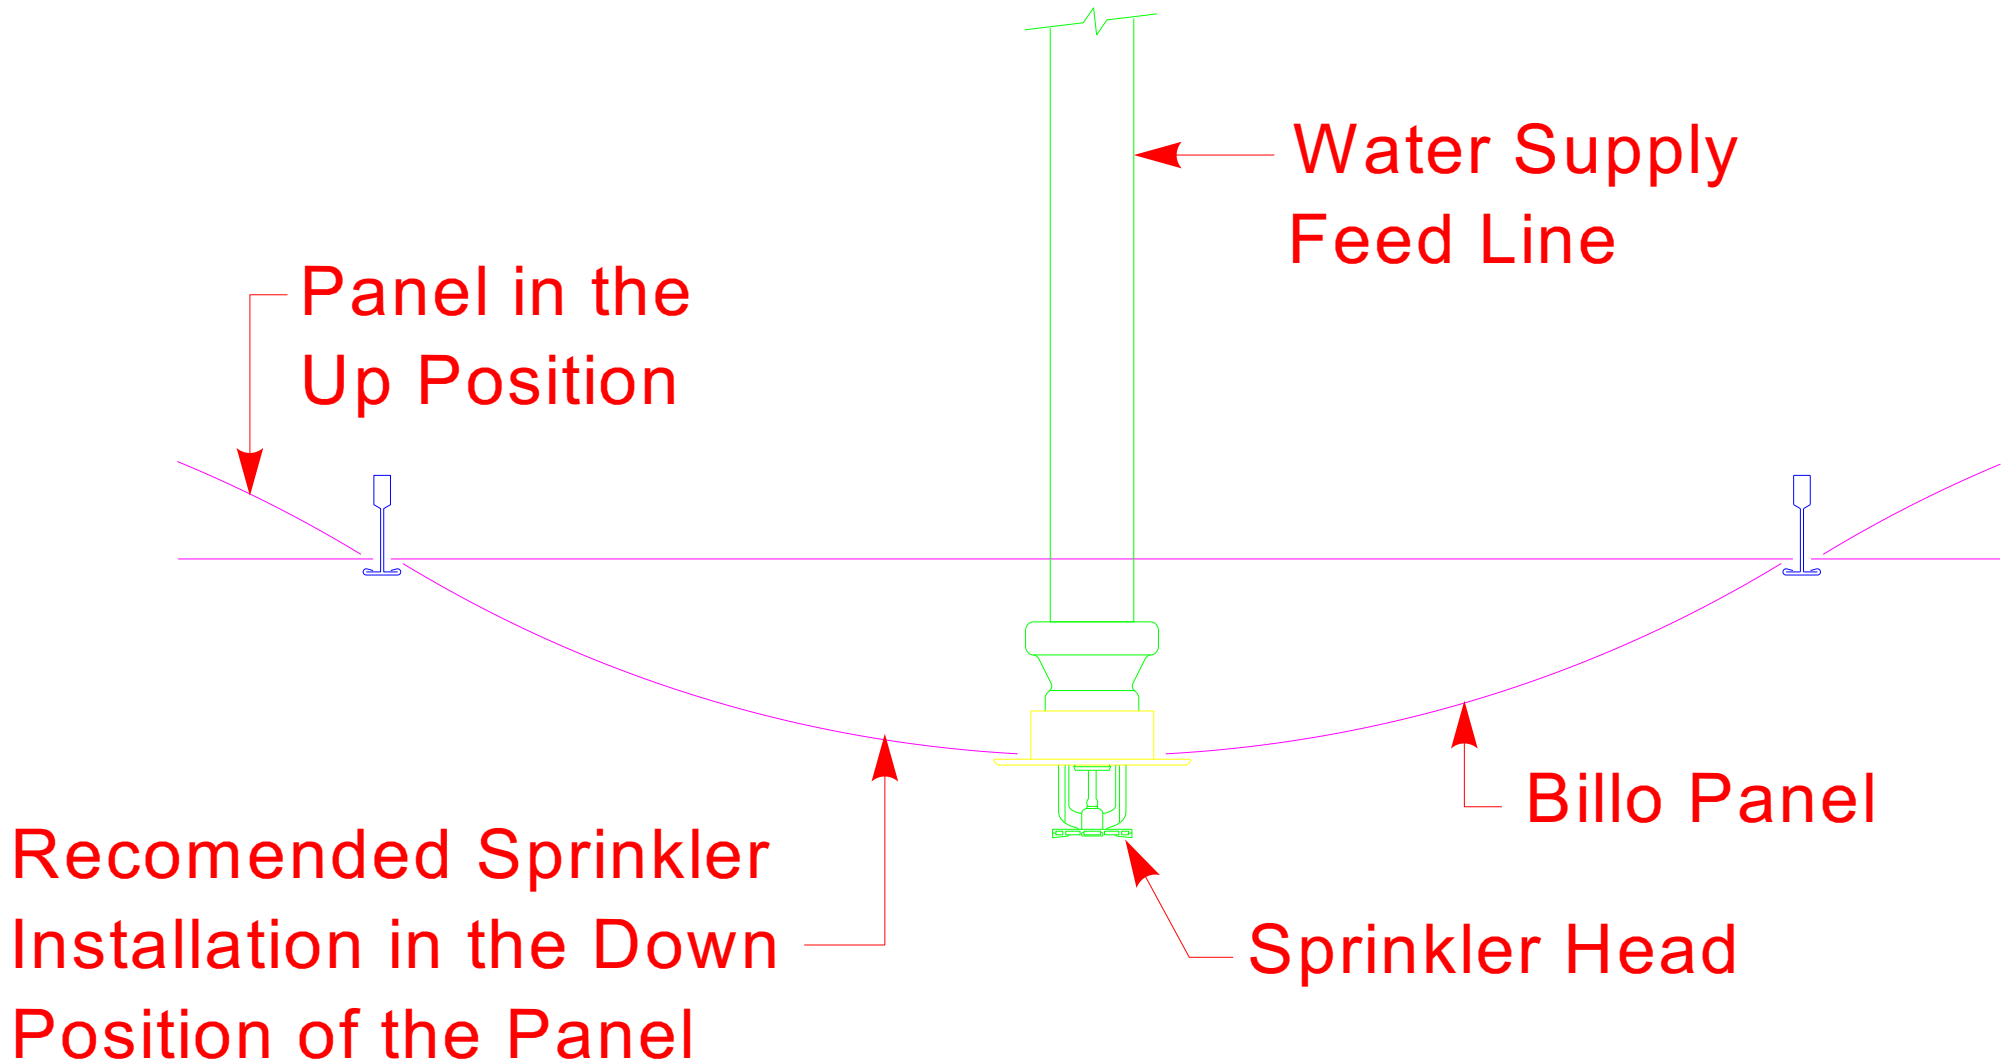 Water Supply
Feed Line
Panel in the
Up Position
Billo Panel
Recomended Sprinkler
Installation in the Down
Position of the Panel
Sprinkler Head